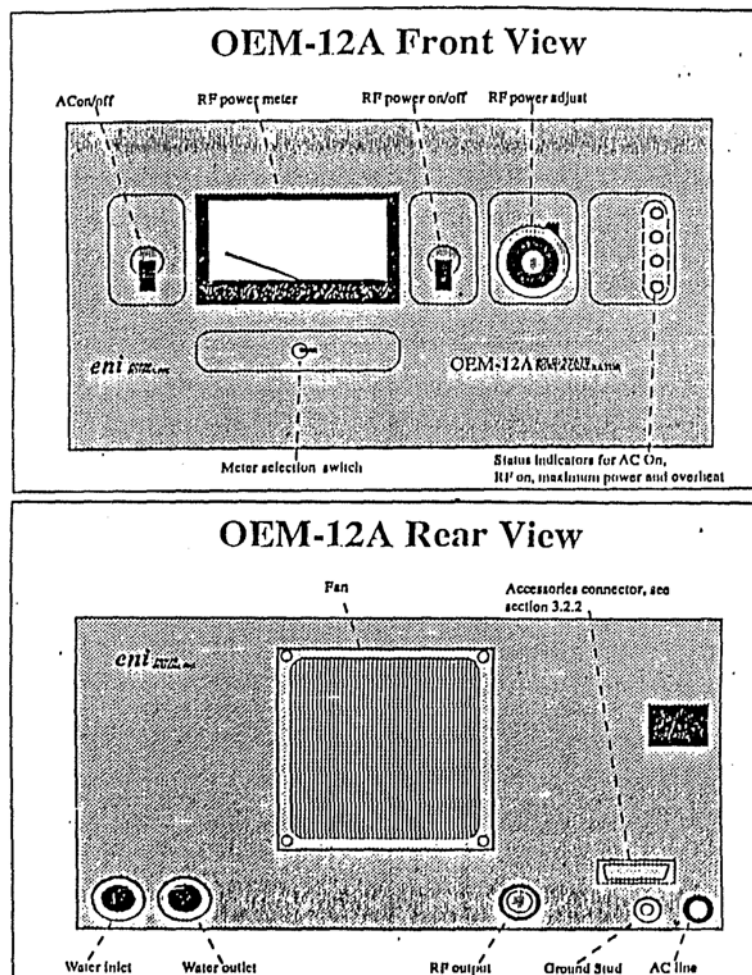 OEM-12A Front View
AC on/off
RF power meter
RF power on/off
RF power adjust
eni
OEM-12A
Meter selection switch
Status indicators for AC On,
RF on, maximum power and overheat
OEM-12A Rear View
Fan
Accessories connector, see
section 3.2.2
eni
Water inlet
Water outlet
RF output
Ground Stud
AC line